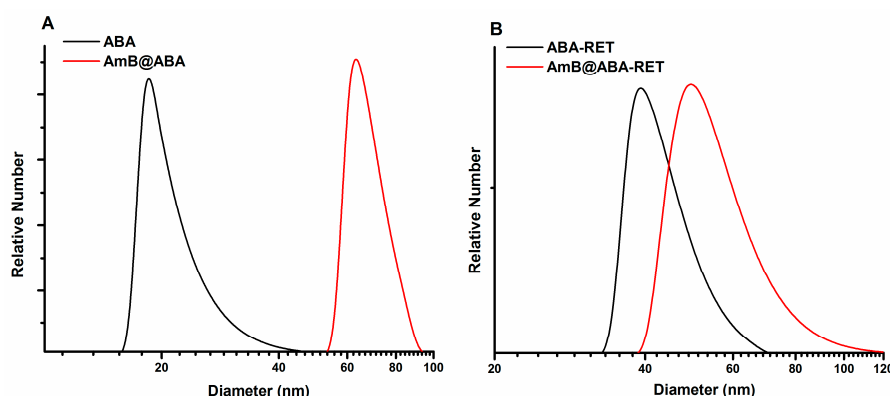 A
ABA
AmB@ABA
Relative Number
20
40
60
80
100
Diameter (nm)
B
ABA-RET
AmB@ABA-RET
Relative Number
20
40
60
80
100
120
Diameter (nm)